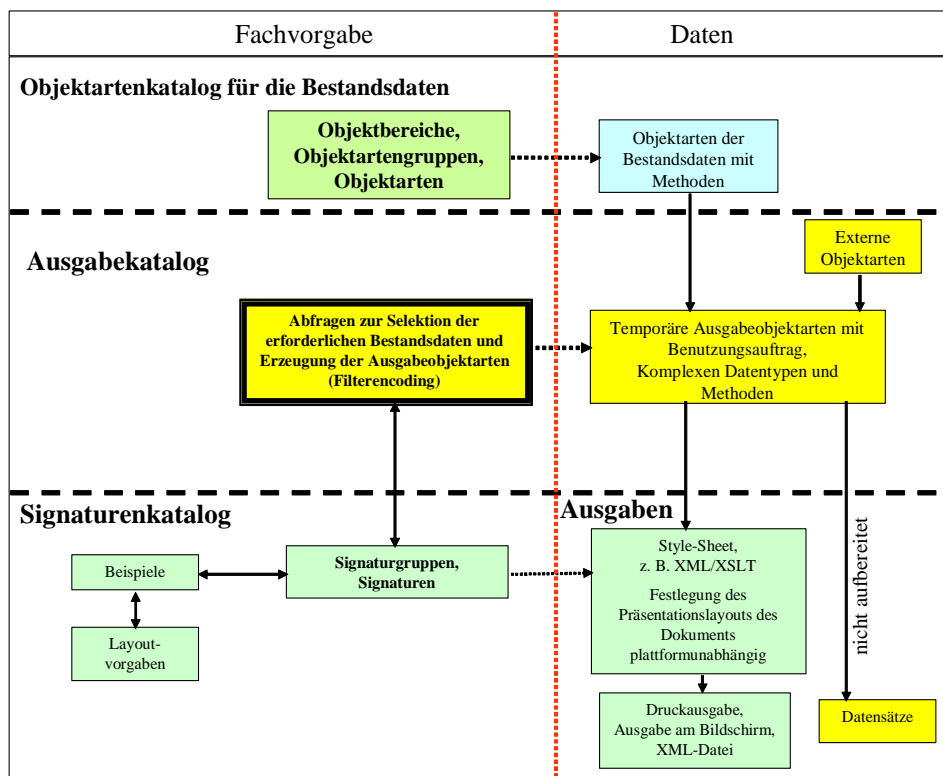 Fachvorgabe
Daten
Objektartenkatalog für die Bestandsdaten
Objektbereiche,
Objektartengruppen,
Objektarten
Objektarten der
Bestandsdaten mit
Methoden
Ausgabekatalog
Externe
Objektarten
Abfragen zur Selektion der
erforderlichen Bestandsdaten und
Erzeugung der Ausgabeobjektarten
(Filterencoding)
Temporäre Ausgabeobjektarten mit
Benutzungsauftrag,
Komplexen Datentypen und
Methoden
Signaturenkatalog
Ausgaben
Beispiele
Signaturgruppen,
Signaturen
Style-Sheet,
z. B. XML/XSLT
Festlegung des
Präsentationslayouts des
Dokuments
plattformunabhängig
nicht aufbereitet
Layout-
vorgaben
Druckausgabe,
Ausgabe am Bildschirm,
XML-Datei
Datensätze